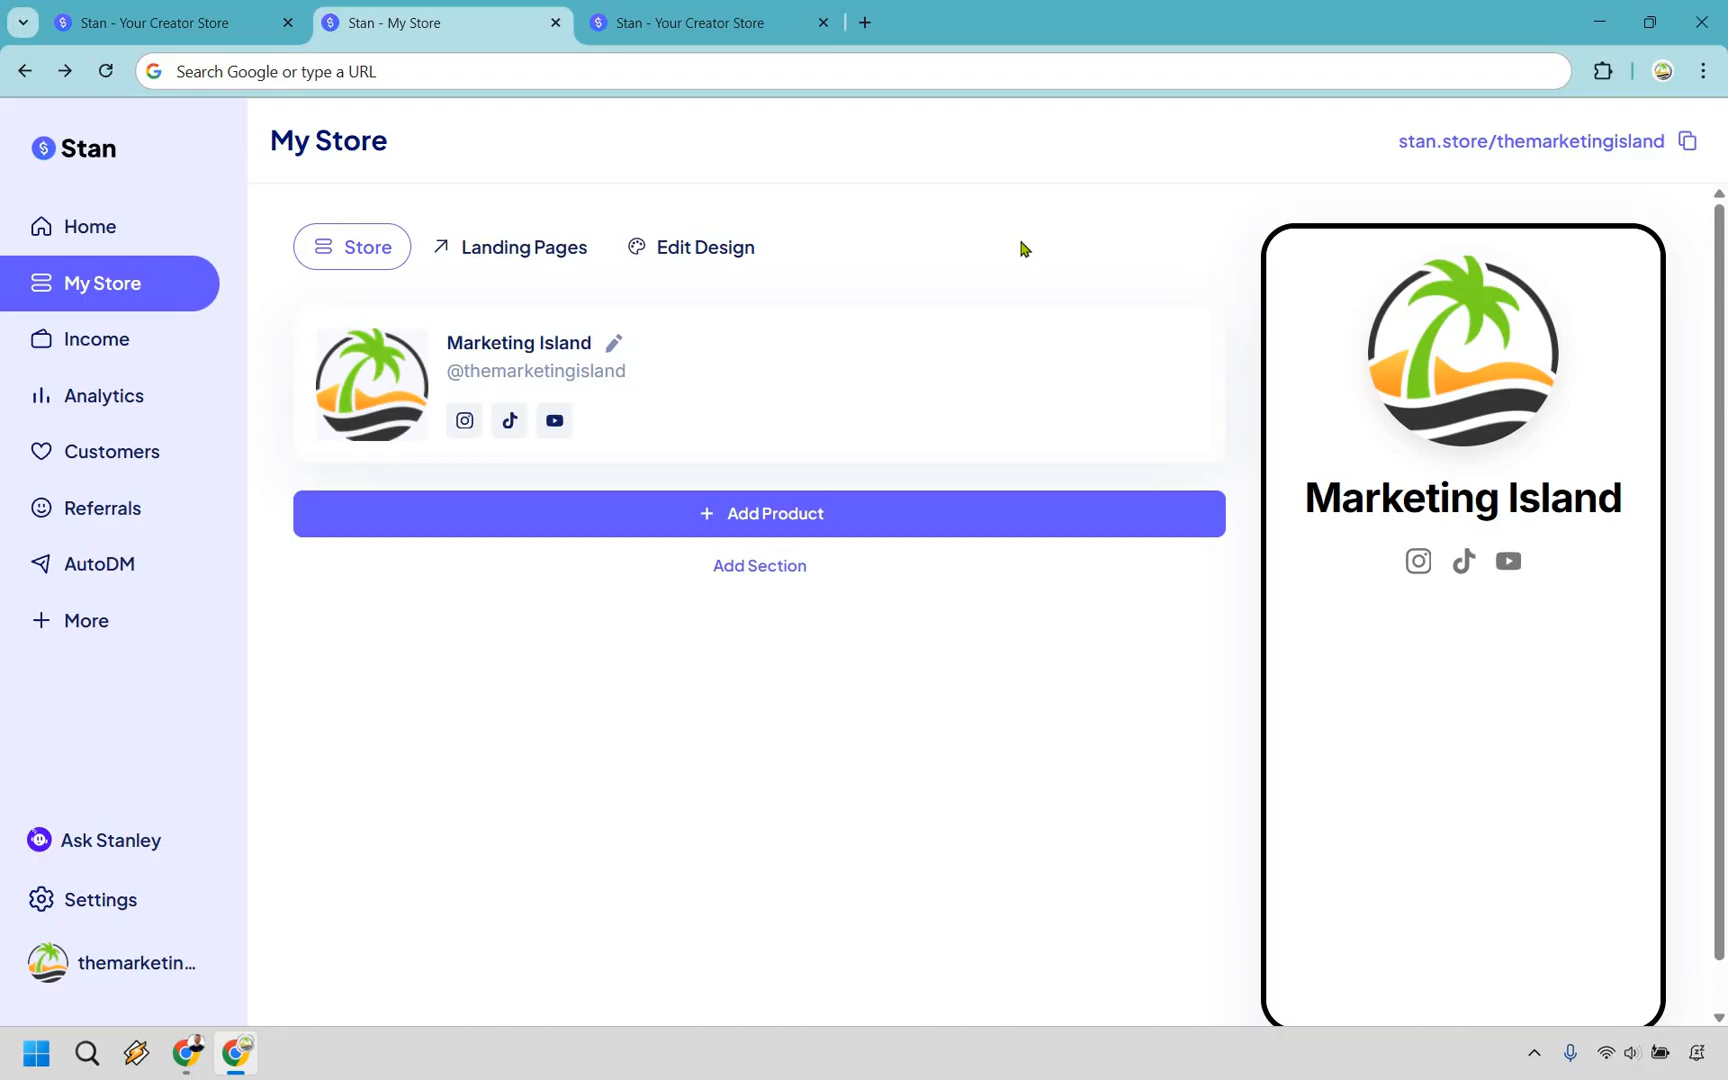 Stan - Your Creator Store
Stan - My Store
Stan - Your Creator Store
Search Google or type a URL
Stan
My Store
stan.store/themarketingisland
Home
My Store
Income
Analytics
Customers
Referrals
AutoDM
More
Ask Stanley
Settings
themarketin...
Store
Landing Pages
Edit Design
Marketing Island
@themarketingisland
+ Add Product
Add Section
Marketing Island